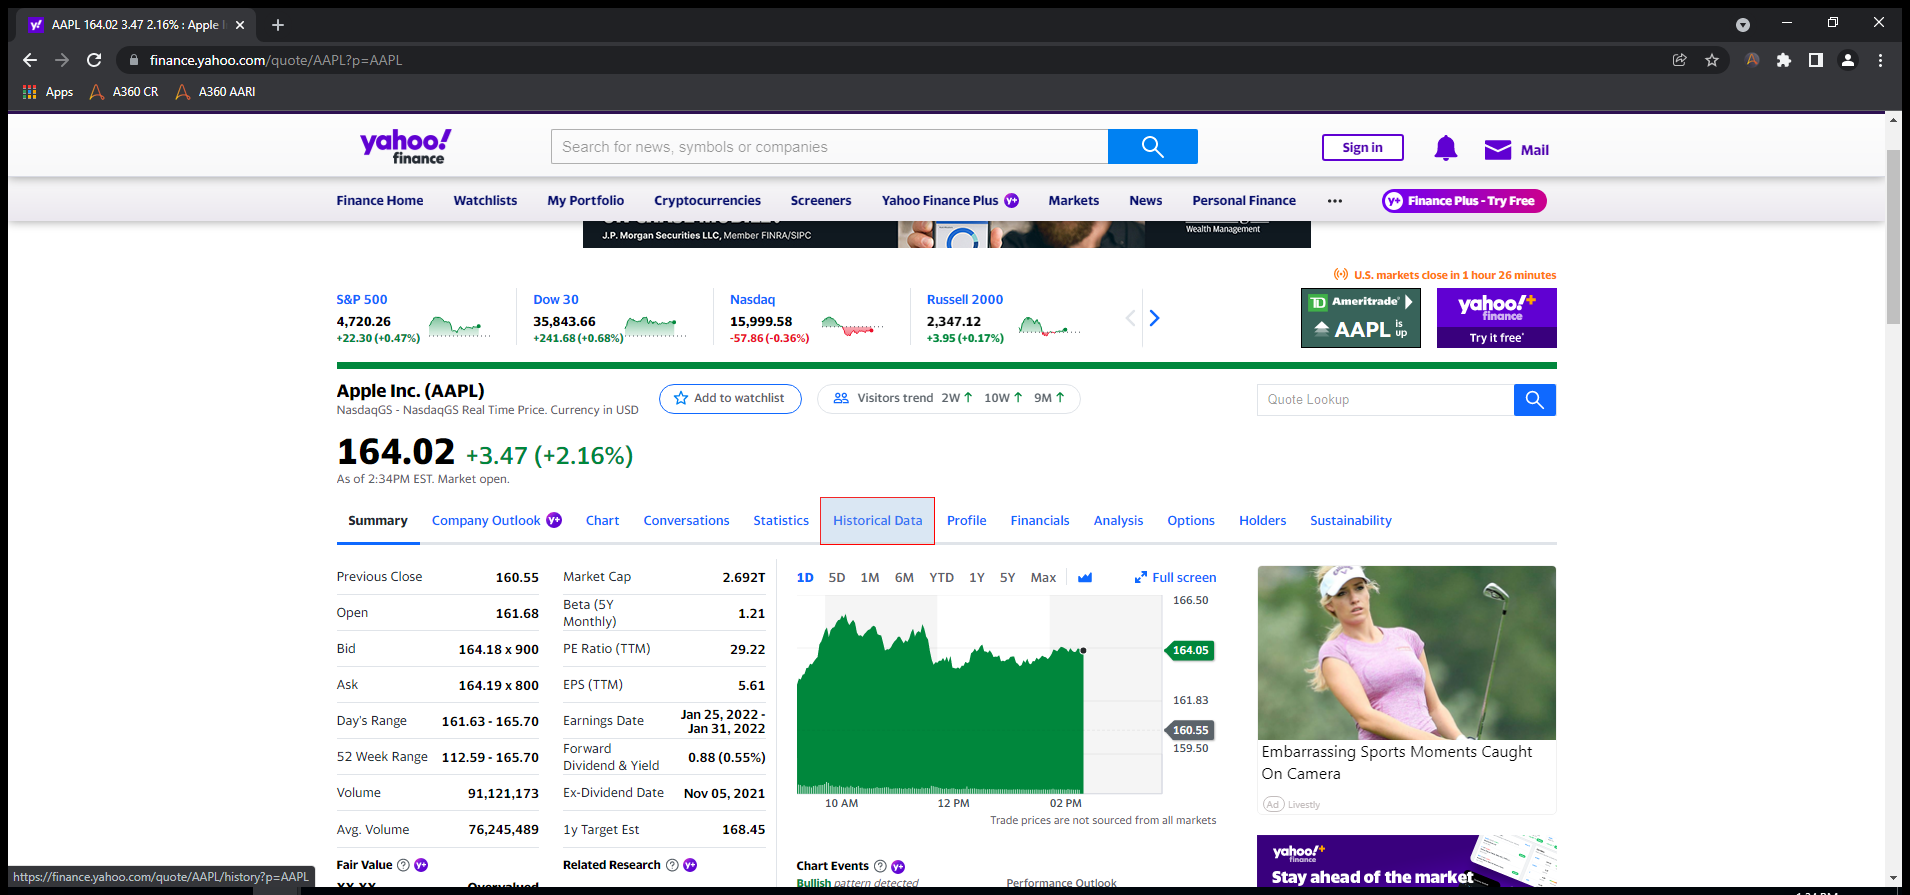 AAPL 164.02 3.47 2.16% : Apple I
finance.yahoo.com/quote/AAPL?p=AAPL
Apps A360 CR A360 AARI
yahoo!
finance
Search for news, symbols or companies
Sign in
Mail
Finance Home Watchlists My Portfolio Cryptocurrencies Screeners Yahoo Finance Plus Y+ Markets News Personal Finance ••• Y+ Finance Plus - Try Free
J.P. Morgan Securities LLC, Member FINRA/SIPC
Wealth Management
U.S. markets close in 1 hour 26 minutes
S&P 500
4,720.26
+22.30 (+0.47%)
Dow 30
35,843.66
+241.68 (+0.68%)
Nasdaq
15,999.58
-57.86 (-0.36%)
Russell 2000
2,347.12
+3.95 (+0.17%)
TD Ameritrade
AAPL is up
yahoo!+
finance
Try it free*
Apple Inc. (AAPL)
NasdaqGS - NasdaqGS Real Time Price. Currency in USD
Add to watchlist
Visitors trend 2W↑ 10W↑ 9M↑
Quote Lookup
164.02 +3.47 (+2.16%)
As of 2:34PM EST. Market open.
Summary Company Outlook Y+ Chart Conversations Statistics Historical Data Profile Financials Analysis Options Holders Sustainability
Previous Close 160.55
Open 161.68
Bid 164.18 x 900
Ask 164.19 x 800
Day's Range 161.63 - 165.70
52 Week Range 112.59 - 165.70
Volume 91,121,173
Avg. Volume 76,245,489
Fair Value ? Y+
XX.XX Overvalued
Market Cap 2.692T
Beta (5Y
Monthly) 1.21
PE Ratio (TTM) 29.22
EPS (TTM) 5.61
Earnings Date Jan 25, 2022 -
Jan 31, 2022
Forward
Dividend & Yield 0.88 (0.55%)
Ex-Dividend Date Nov 05, 2021
1y Target Est 168.45
Related Research ? Y+
1D 5D 1M 6M YTD 1Y 5Y Max Full screen
166.50
164.05
161.83
160.55
159.50
10 AM 12 PM 02 PM
Trade prices are not sourced from all markets
Chart Events ? Y+
Bullish pattern detected
Performance Outlook
Embarrassing Sports Moments Caught
On Camera
Ad Livestly
yahoo!+
finance
Stay ahead of the market
https://finance.yahoo.com/quote/AAPL/history?p=AAPL